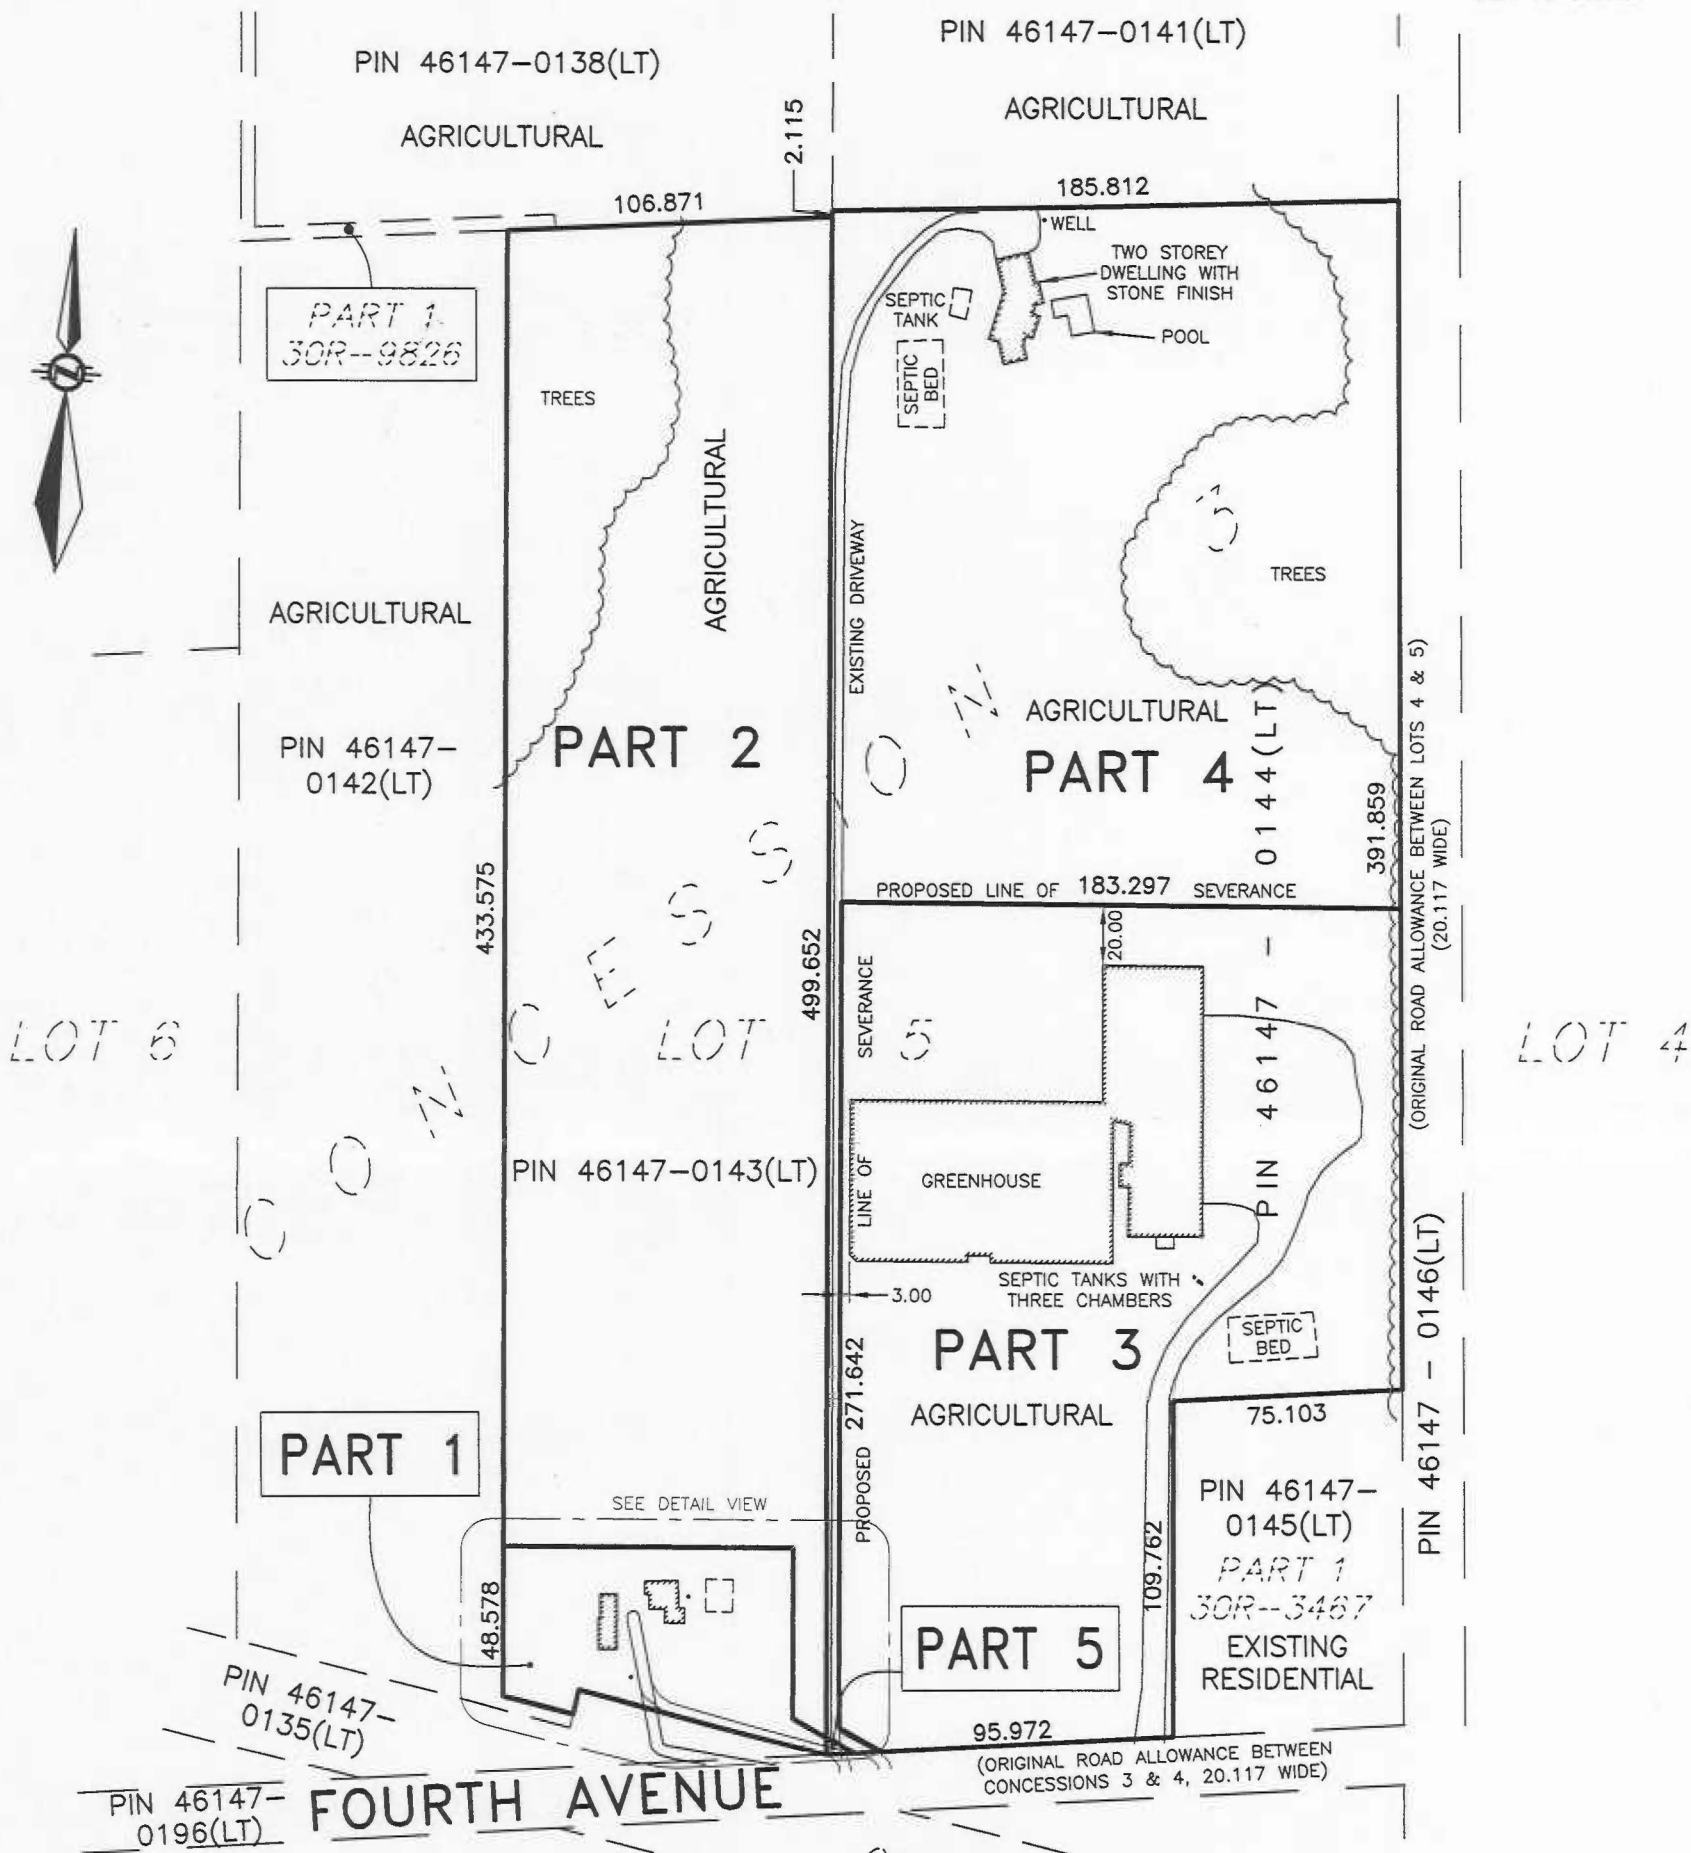 PIN 46147-0138(LT)
AGRICULTURAL
PIN 46147-0141(LT)
AGRICULTURAL
2.115
106.871
185.812
PART 1
30R--9826
WELL
TWO STOREY
DWELLING WITH
STONE FINISH
SEPTIC
TANK
POOL
SEPTIC
BED
TREES
AGRICULTURAL
EXISTING DRIVEWAY
3
TREES
AGRICULTURAL
PIN 46147-
0142(LT)
PART 2
AGRICULTURAL
PART 4
PIN 46147 - 0144(LT)
391.859
(ORIGINAL ROAD ALLOWANCE BETWEEN LOTS 4 & 5)
(20.117 WIDE)
CONCESSION
433.575
499.652
PROPOSED LINE OF 183.297 SEVERANCE
20.00
LOT 6
LOT 5
LOT 4
PROPOSED 271.642 LINE OF SEVERANCE
PIN 46147-0143(LT)
GREENHOUSE
3.00
SEPTIC TANKS WITH
THREE CHAMBERS
SEPTIC
BED
PART 3
AGRICULTURAL
75.103
PIN 46147 - 0146(LT)
PART 1
SEE DETAIL VIEW
48.578
109.762
PIN 46147-
0145(LT)
PART 1
30R--3467
EXISTING
RESIDENTIAL
PART 5
PIN 46147-
0135(LT)
95.972
(ORIGINAL ROAD ALLOWANCE BETWEEN
CONCESSIONS 3 & 4, 20.117 WIDE)
FOURTH AVENUE
PIN 46147-
0196(LT)